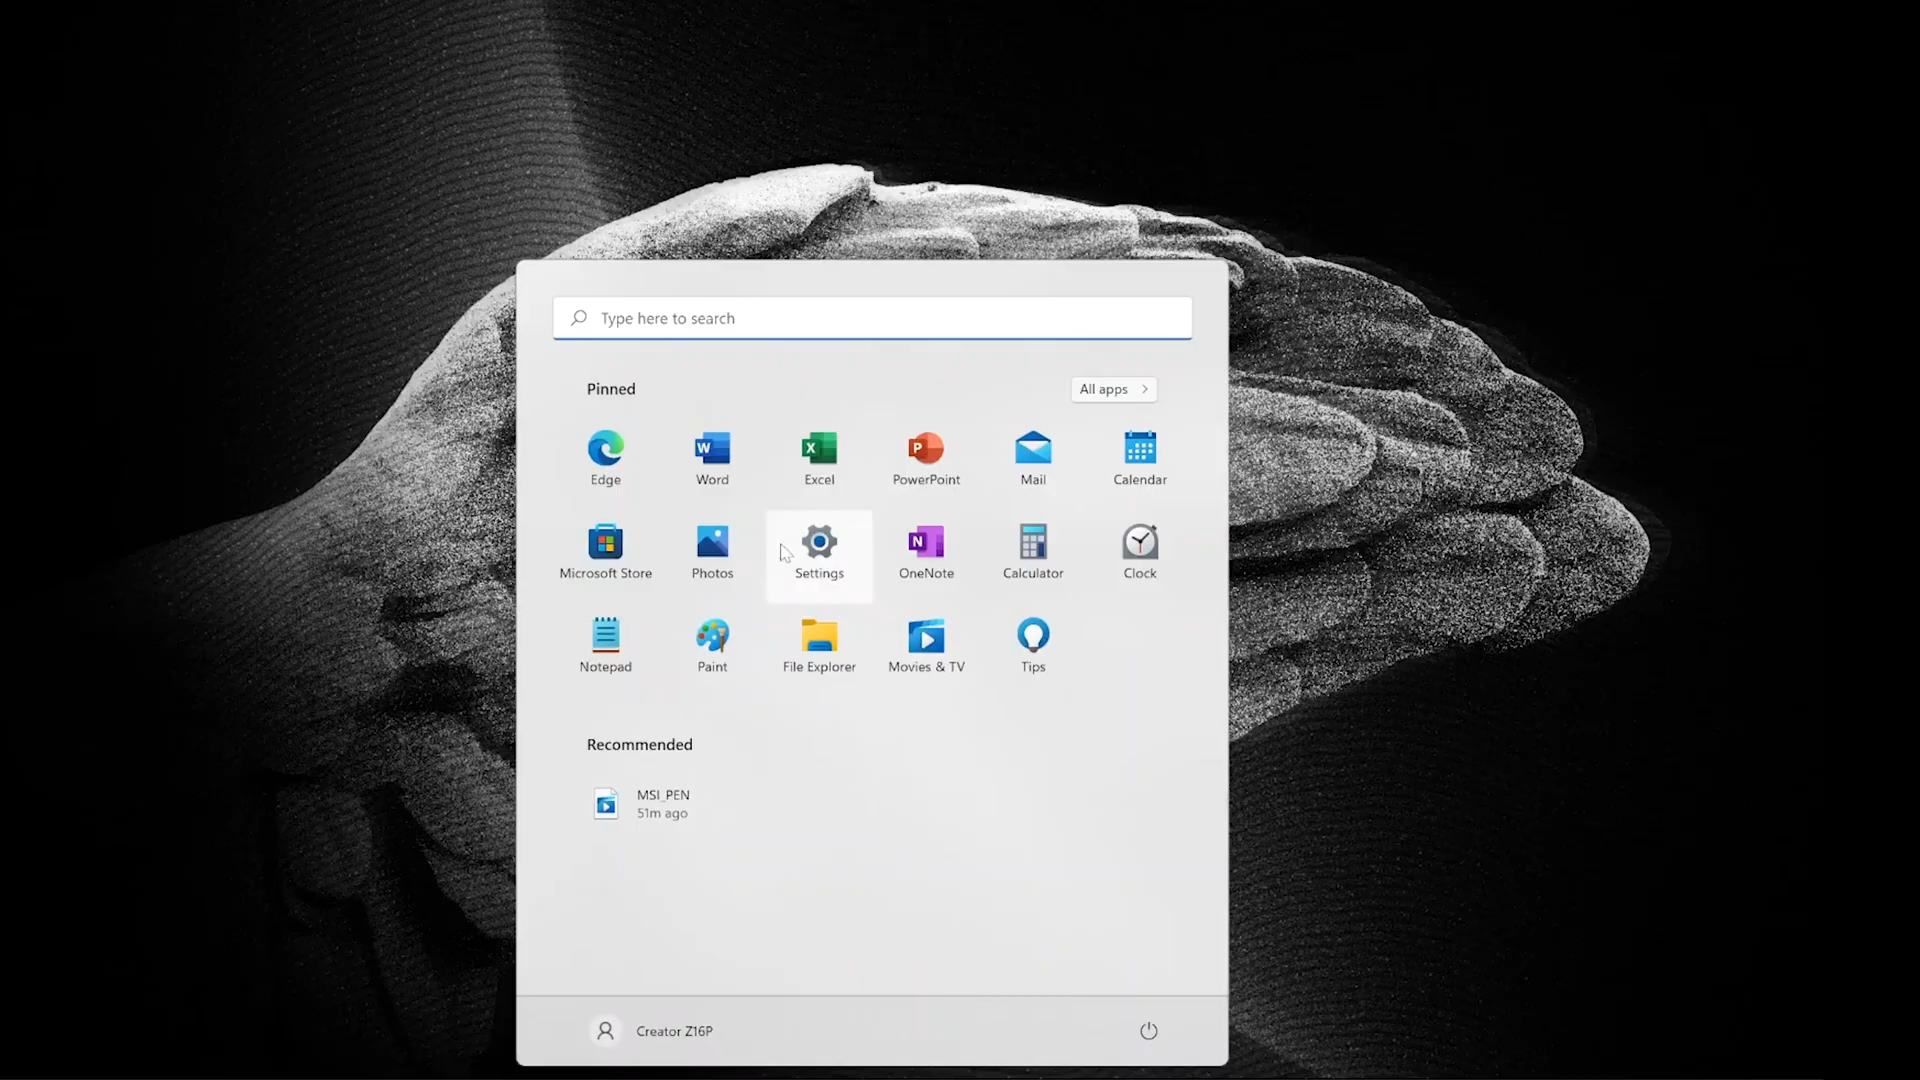 Type here to search
Pinned
All apps
Edge
Word
Excel
PowerPoint
Mail
Calendar
Microsoft Store
Photos
Settings
OneNote
Calculator
Clock
Notepad
Paint
File Explorer
Movies & TV
Tips
Recommended
MSI_PEN
51m ago
Creator Z16P